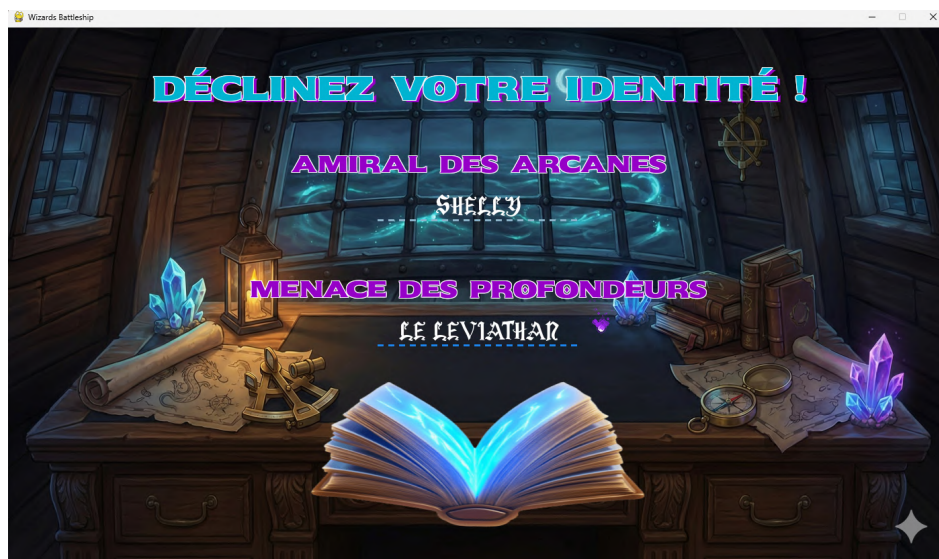 Wizards Battleship
DÉCLINEZ VOTRE IDENTITÉ !
AMIRAL DES ARCANES
SHELLY
MENACE DES PROFONDEURS
LE LEVIATHAN